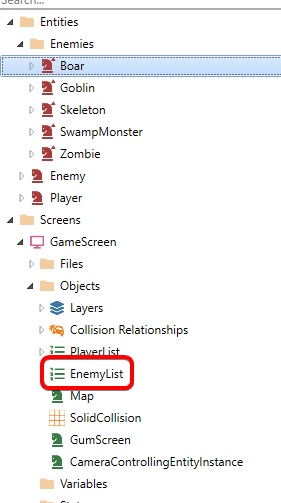 Search...
Entities
Enemies
Boar
Goblin
Skeleton
SwampMonster
Zombie
Enemy
Player
Screens
GameScreen
Files
Objects
Layers
Collision Relationships
PlayerList
EnemyList
Map
SolidCollision
GumScreen
CameraControllingEntityInstance
Variables